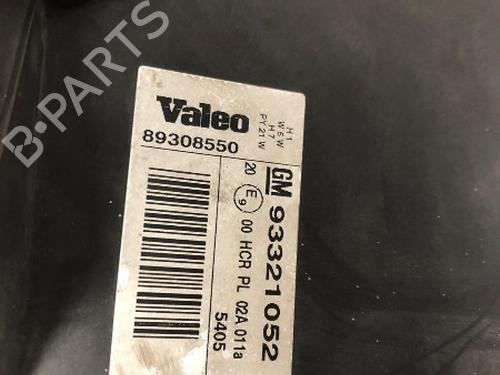 B-PARTS
Valeo
89308550
H1
W5W
H7
PY21W
GM 93321052
20 E9 00 HCR PL 02A 011a
5405